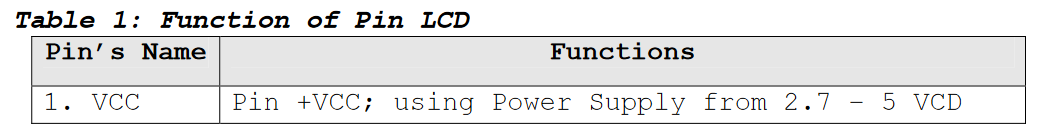 Table 1: Function of Pin LCD
Pin's Name Functions
1. VCC Pin +VCC; using Power Supply from 2.7 – 5 VCD